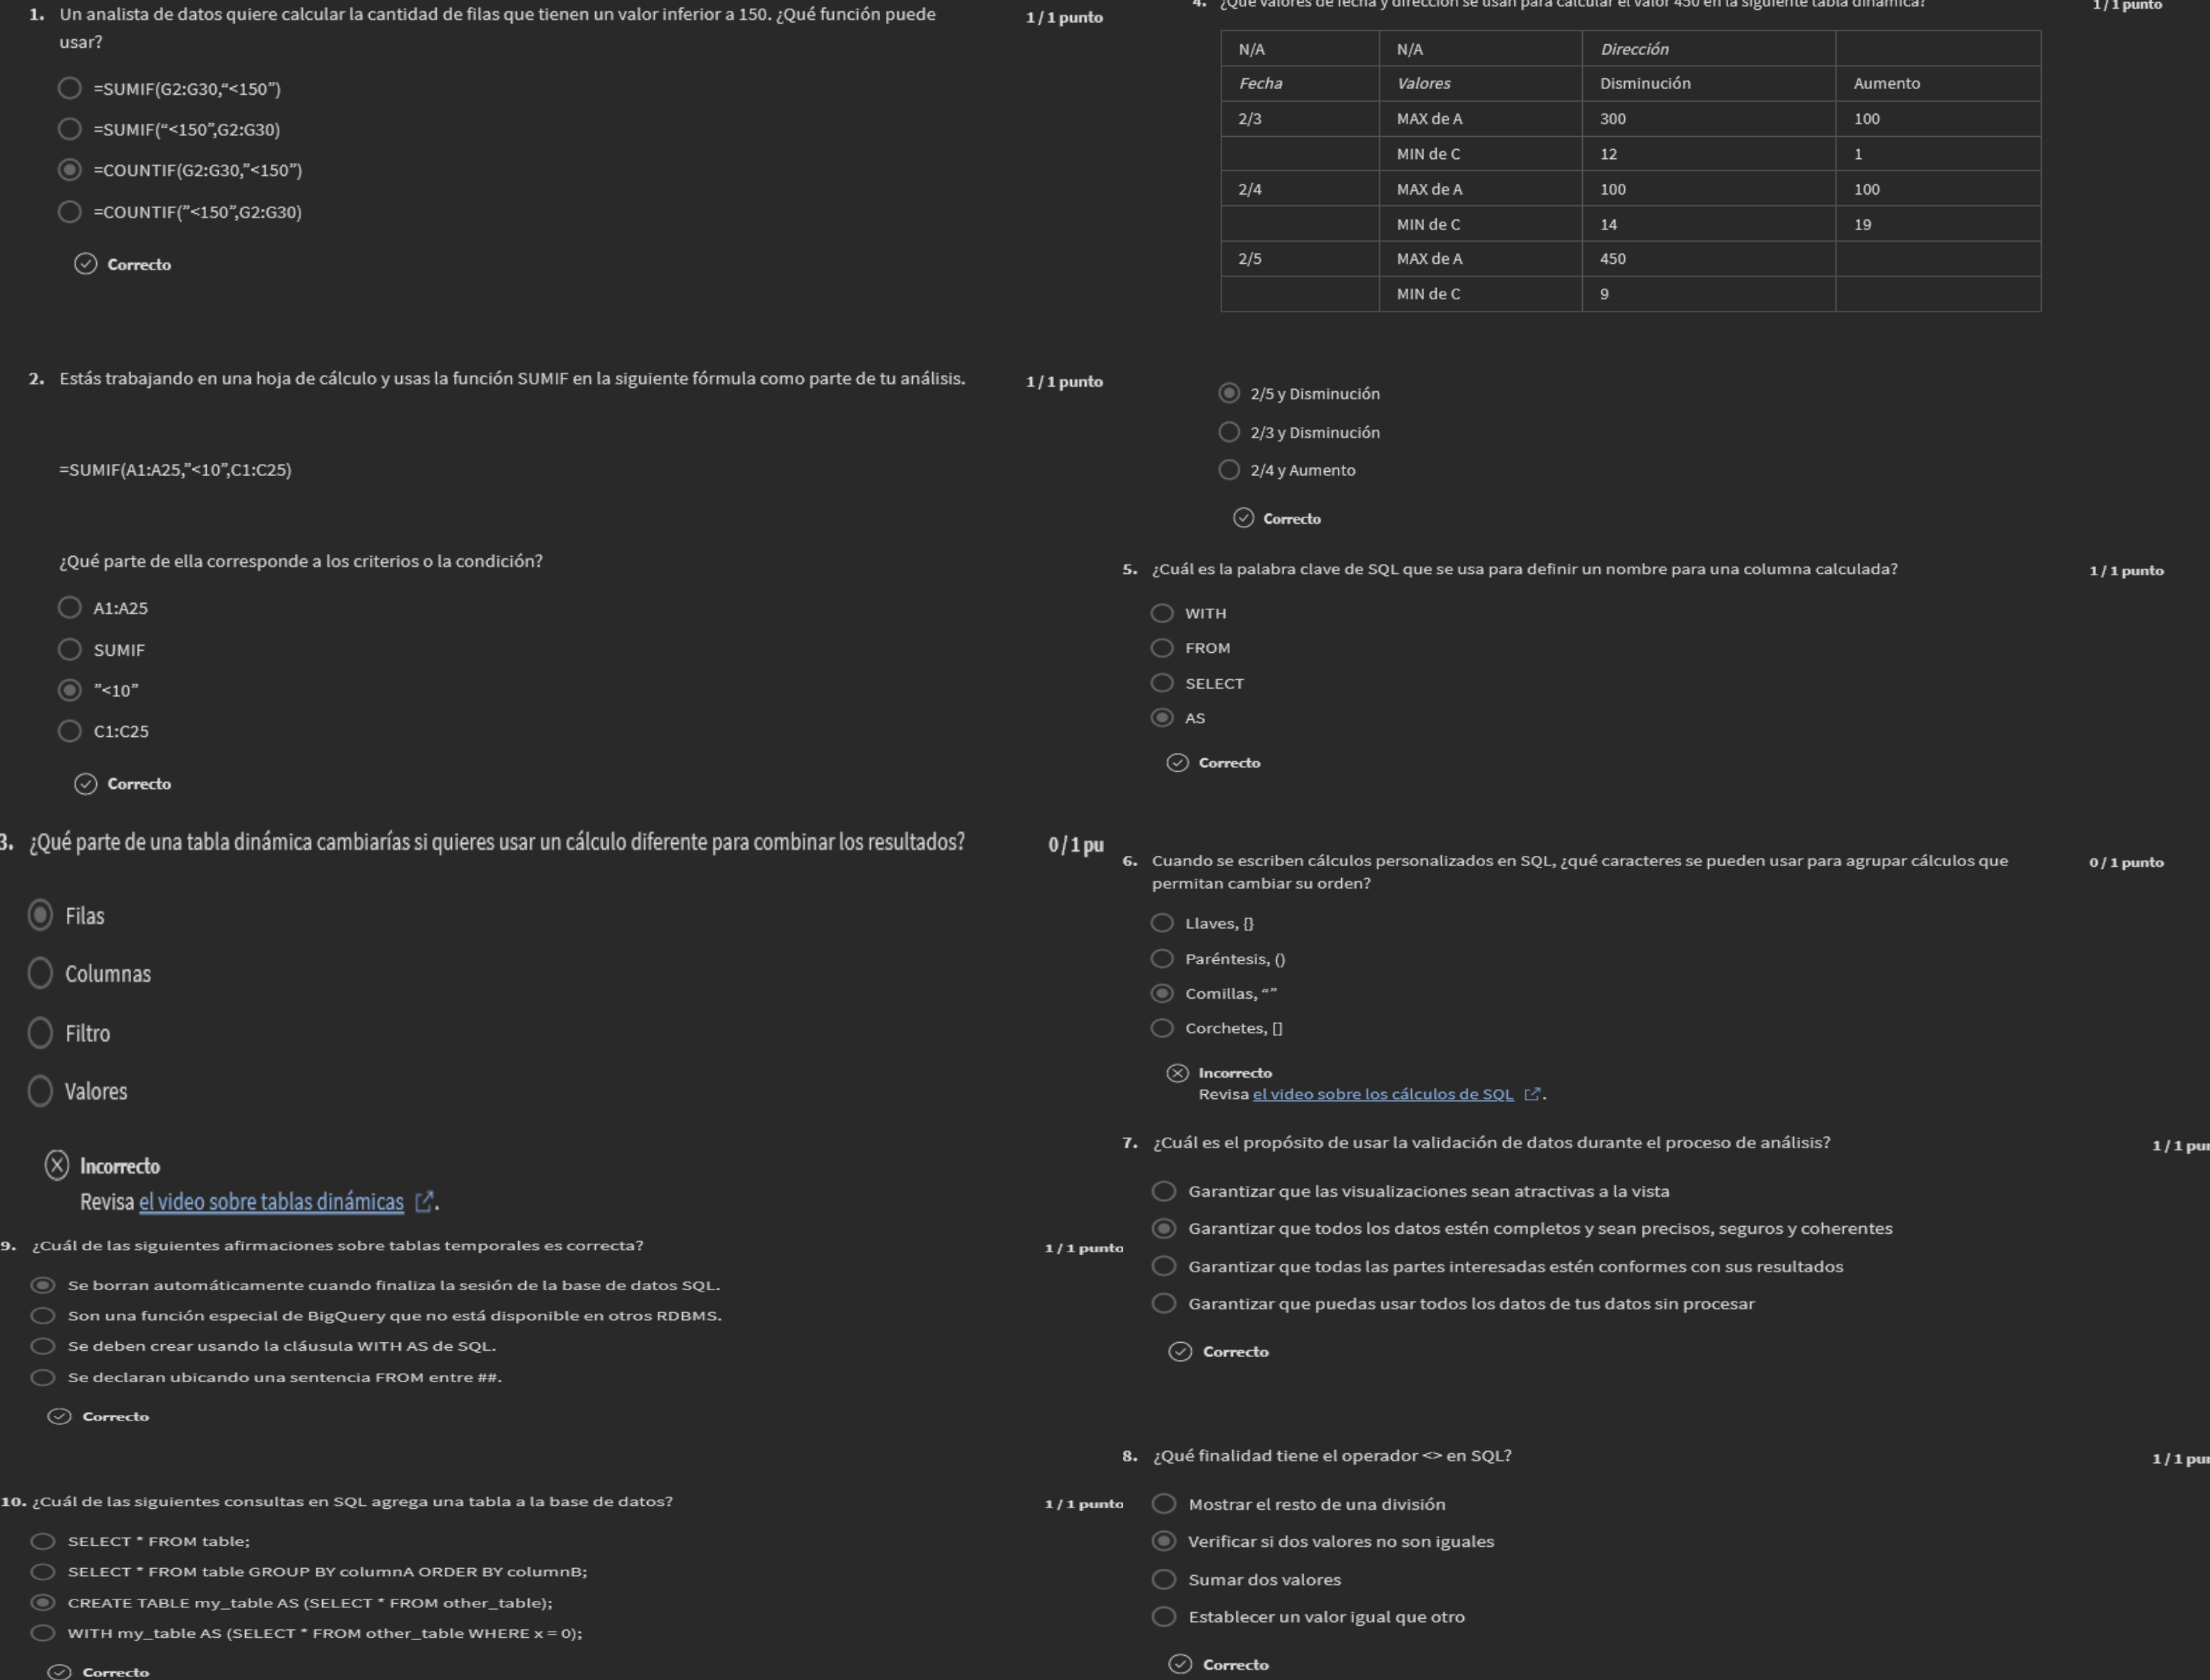 1. Un analista de datos quiere calcular la cantidad de filas que tienen un valor inferior a 150. ¿Qué función puede
usar?
1 / 1 punto
=SUMIF(G2:G30,“<150”)
=SUMIF(“<150”,G2:G30)
=COUNTIF(G2:G30,”<150”)
=COUNTIF(”<150”,G2:G30)
Correcto
2. Estás trabajando en una hoja de cálculo y usas la función SUMIF en la siguiente fórmula como parte de tu análisis.
1 / 1 punto
=SUMIF(A1:A25,”<10”,C1:C25)
¿Qué parte de ella corresponde a los criterios o la condición?
A1:A25
SUMIF
”<10”
C1:C25
Correcto
3. ¿Qué parte de una tabla dinámica cambiarías si quieres usar un cálculo diferente para combinar los resultados?
0 / 1 pu
Filas
Columnas
Filtro
Valores
Incorrecto
Revisa el video sobre tablas dinámicas .
9. ¿Cuál de las siguientes afirmaciones sobre tablas temporales es correcta?
1 / 1 punto
Se borran automáticamente cuando finaliza la sesión de la base de datos SQL.
Son una función especial de BigQuery que no está disponible en otros RDBMS.
Se deben crear usando la cláusula WITH AS de SQL.
Se declaran ubicando una sentencia FROM entre ##.
Correcto
10. ¿Cuál de las siguientes consultas en SQL agrega una tabla a la base de datos?
1 / 1 punto
SELECT * FROM table;
SELECT * FROM table GROUP BY columnA ORDER BY columnB;
CREATE TABLE my_table AS (SELECT * FROM other_table);
WITH my_table AS (SELECT * FROM other_table WHERE x = 0);
Correcto
4. ¿Qué valores de fecha y dirección se usan para calcular el valor 450 en la siguiente tabla dinámica?
1 / 1 punto
N/A N/A Dirección
Fecha Valores Disminución Aumento
2/3 MAX de A 300 100
MIN de C 12 1
2/4 MAX de A 100 100
MIN de C 14 19
2/5 MAX de A 450
MIN de C 9
2/5 y Disminución
2/3 y Disminución
2/4 y Aumento
Correcto
5. ¿Cuál es la palabra clave de SQL que se usa para definir un nombre para una columna calculada?
1 / 1 punto
WITH
FROM
SELECT
AS
Correcto
6. Cuando se escriben cálculos personalizados en SQL, ¿qué caracteres se pueden usar para agrupar cálculos que
permitan cambiar su orden?
0 / 1 punto
Llaves, {}
Paréntesis, ()
Comillas, “”
Corchetes, []
Incorrecto
Revisa el video sobre los cálculos de SQL .
7. ¿Cuál es el propósito de usar la validación de datos durante el proceso de análisis?
1 / 1 pun
Garantizar que las visualizaciones sean atractivas a la vista
Garantizar que todos los datos estén completos y sean precisos, seguros y coherentes
Garantizar que todas las partes interesadas estén conformes con sus resultados
Garantizar que puedas usar todos los datos de tus datos sin procesar
Correcto
8. ¿Qué finalidad tiene el operador <> en SQL?
1 / 1 pun
Mostrar el resto de una división
Verificar si dos valores no son iguales
Sumar dos valores
Establecer un valor igual que otro
Correcto